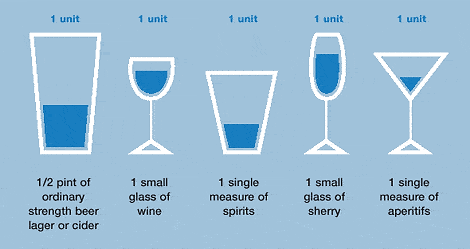 1 unit 1 unit 1 unit 1 unit 1 unit
1/2 pint of
ordinary
strength beer
lager or cider
1 small
glass of
wine
1 single
measure of
spirits
1 small
glass of
sherry
1 single
measure of
aperitifs